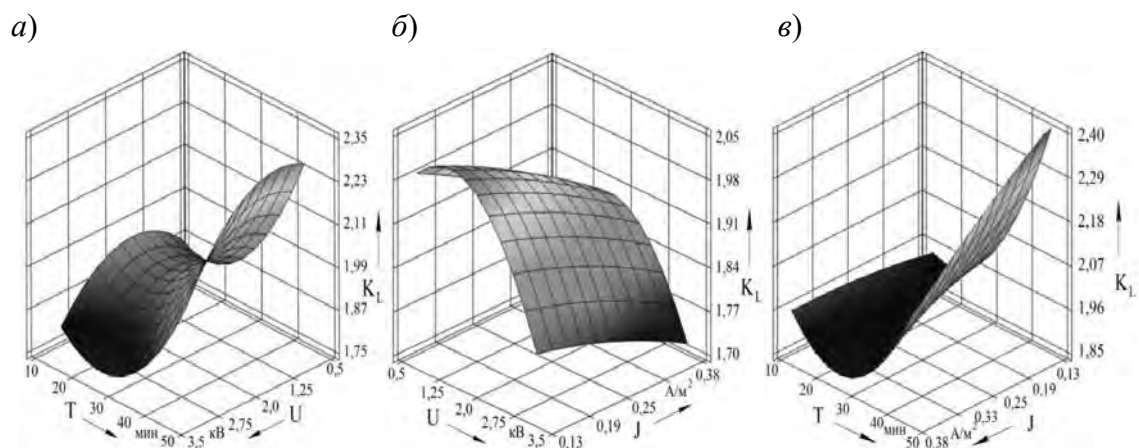 а) б) в)
2,35 2,05 2,40
2,23 1,98 2,29
2,11 1,91 2,18
1,99 1,84 2,07
K_L K_L K_L
1,87 1,77 1,96
1,75 1,70 1,85
10 20 T 30 40 мин 50 3,5 кВ 2,75 U 2,0 1,25 0,5
0,5 1,25 U 2,0 2,75 кВ 3,5 0,13 0,19 J 0,25 А/м² 0,38
10 20 T 30 40 мин 50 0,38 А/м² 0,33 0,25 J 0,19 0,13